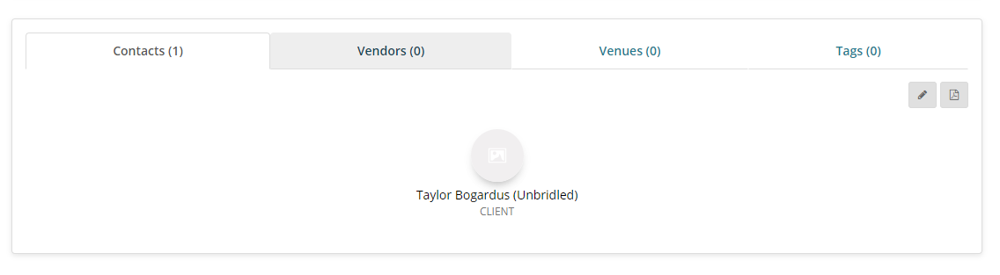 Contacts (1) Vendors (0) Venues (0) Tags (0)
Taylor Bogardus (Unbridled)
CLIENT